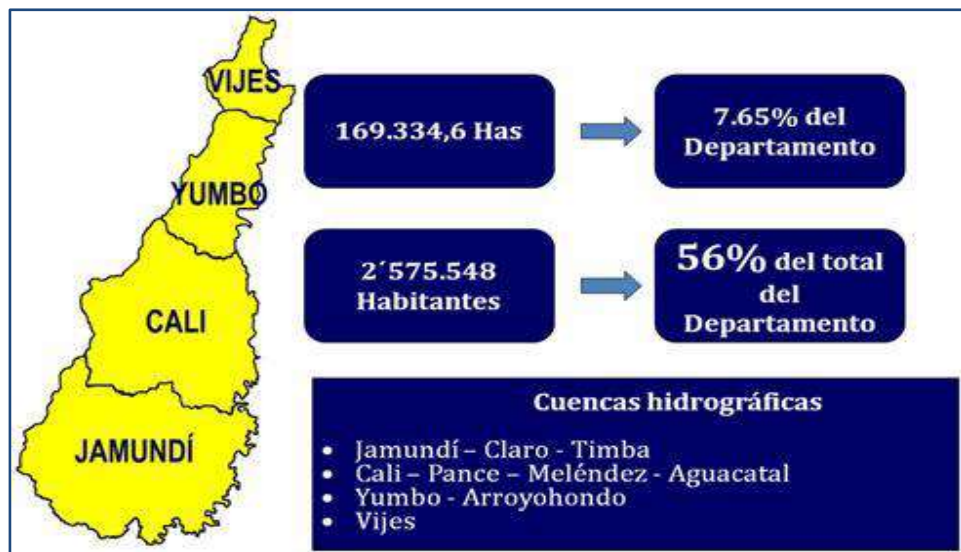 VIJES
YUMBO
CALI
JAMUNDÍ
169.334,6 Has
7.65% del
Departamento
2´575.548
Habitantes
56% del total
del
Departamento
Cuencas hidrográficas
• Jamundí – Claro - Timba
• Cali – Pance – Meléndez - Aguacatal
• Yumbo - Arroyohondo
• Vijes